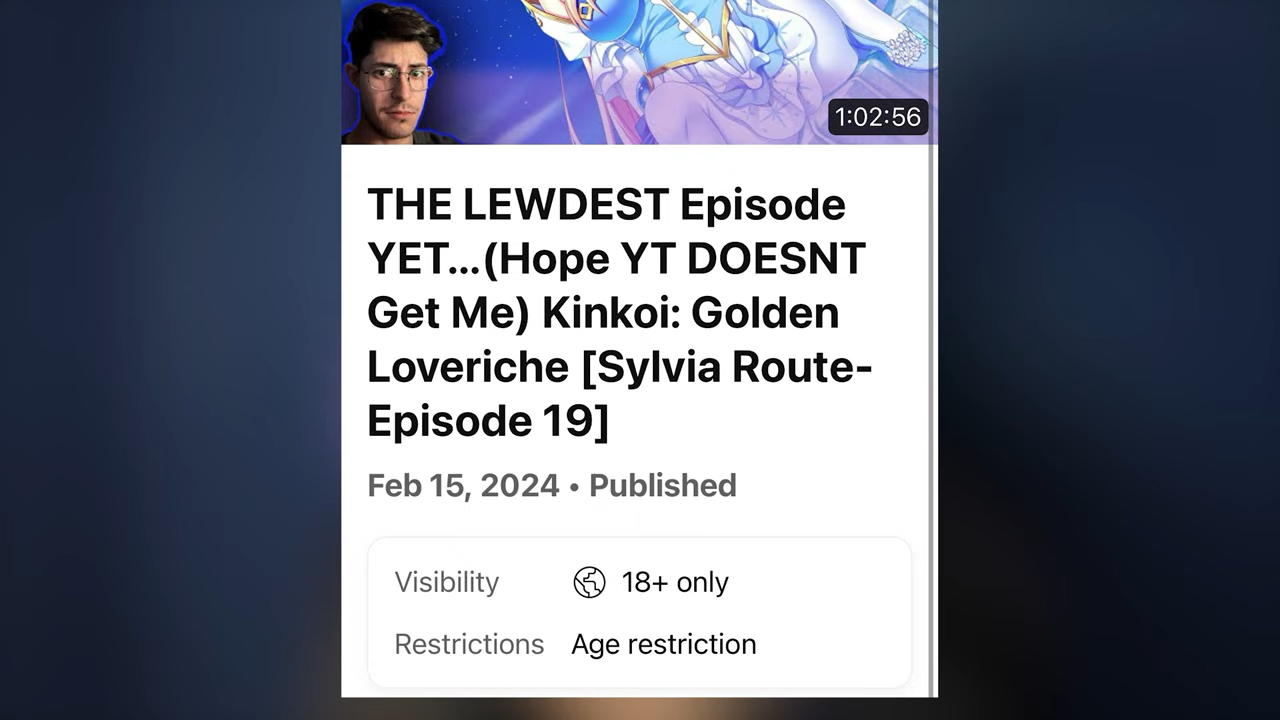 1:02:56
THE LEWDEST Episode
YET...(Hope YT DOESNT
Get Me) Kinkoi: Golden
Loveriche [Sylvia Route-
Episode 19]
Feb 15, 2024 • Published
Visibility 18+ only
Restrictions Age restriction